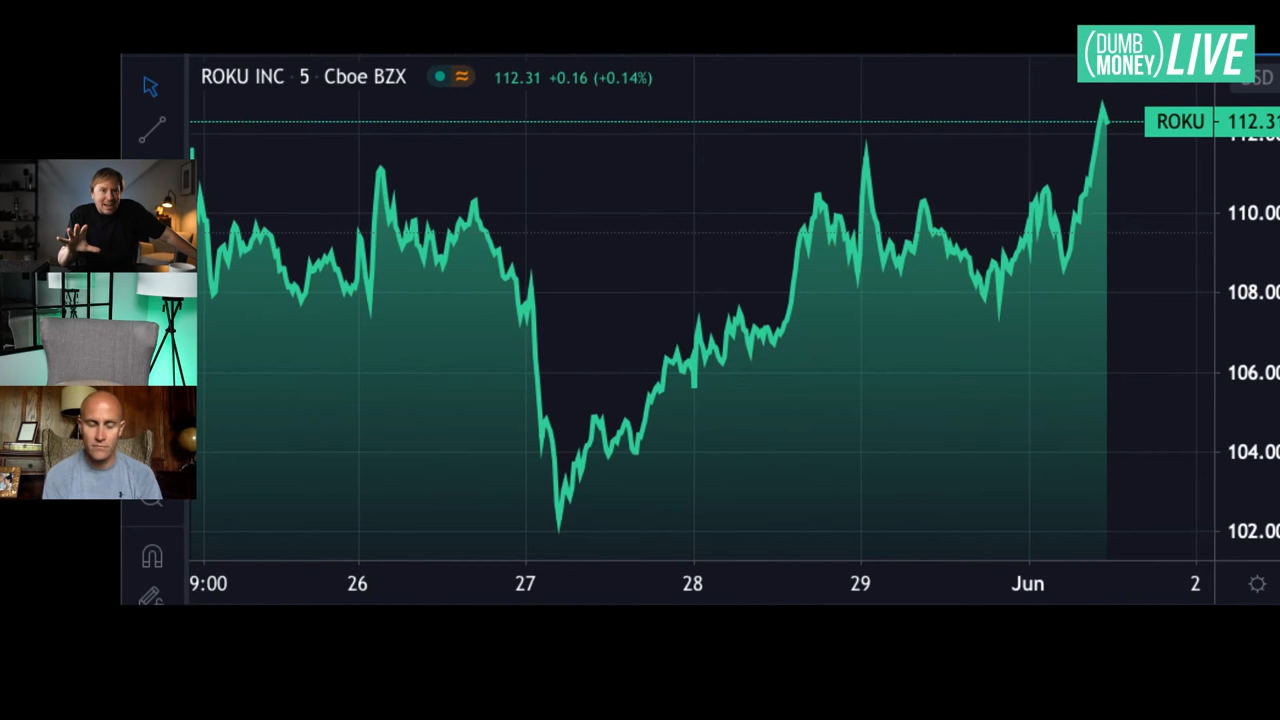 (DUMB MONEY) LIVE
ROKU INC · 5 · Cboe BZX
112.31 +0.16 (+0.14%)
ROKU 112.31
110.00
108.00
106.00
104.00
102.00
9:00 26 27 28 29 Jun 2